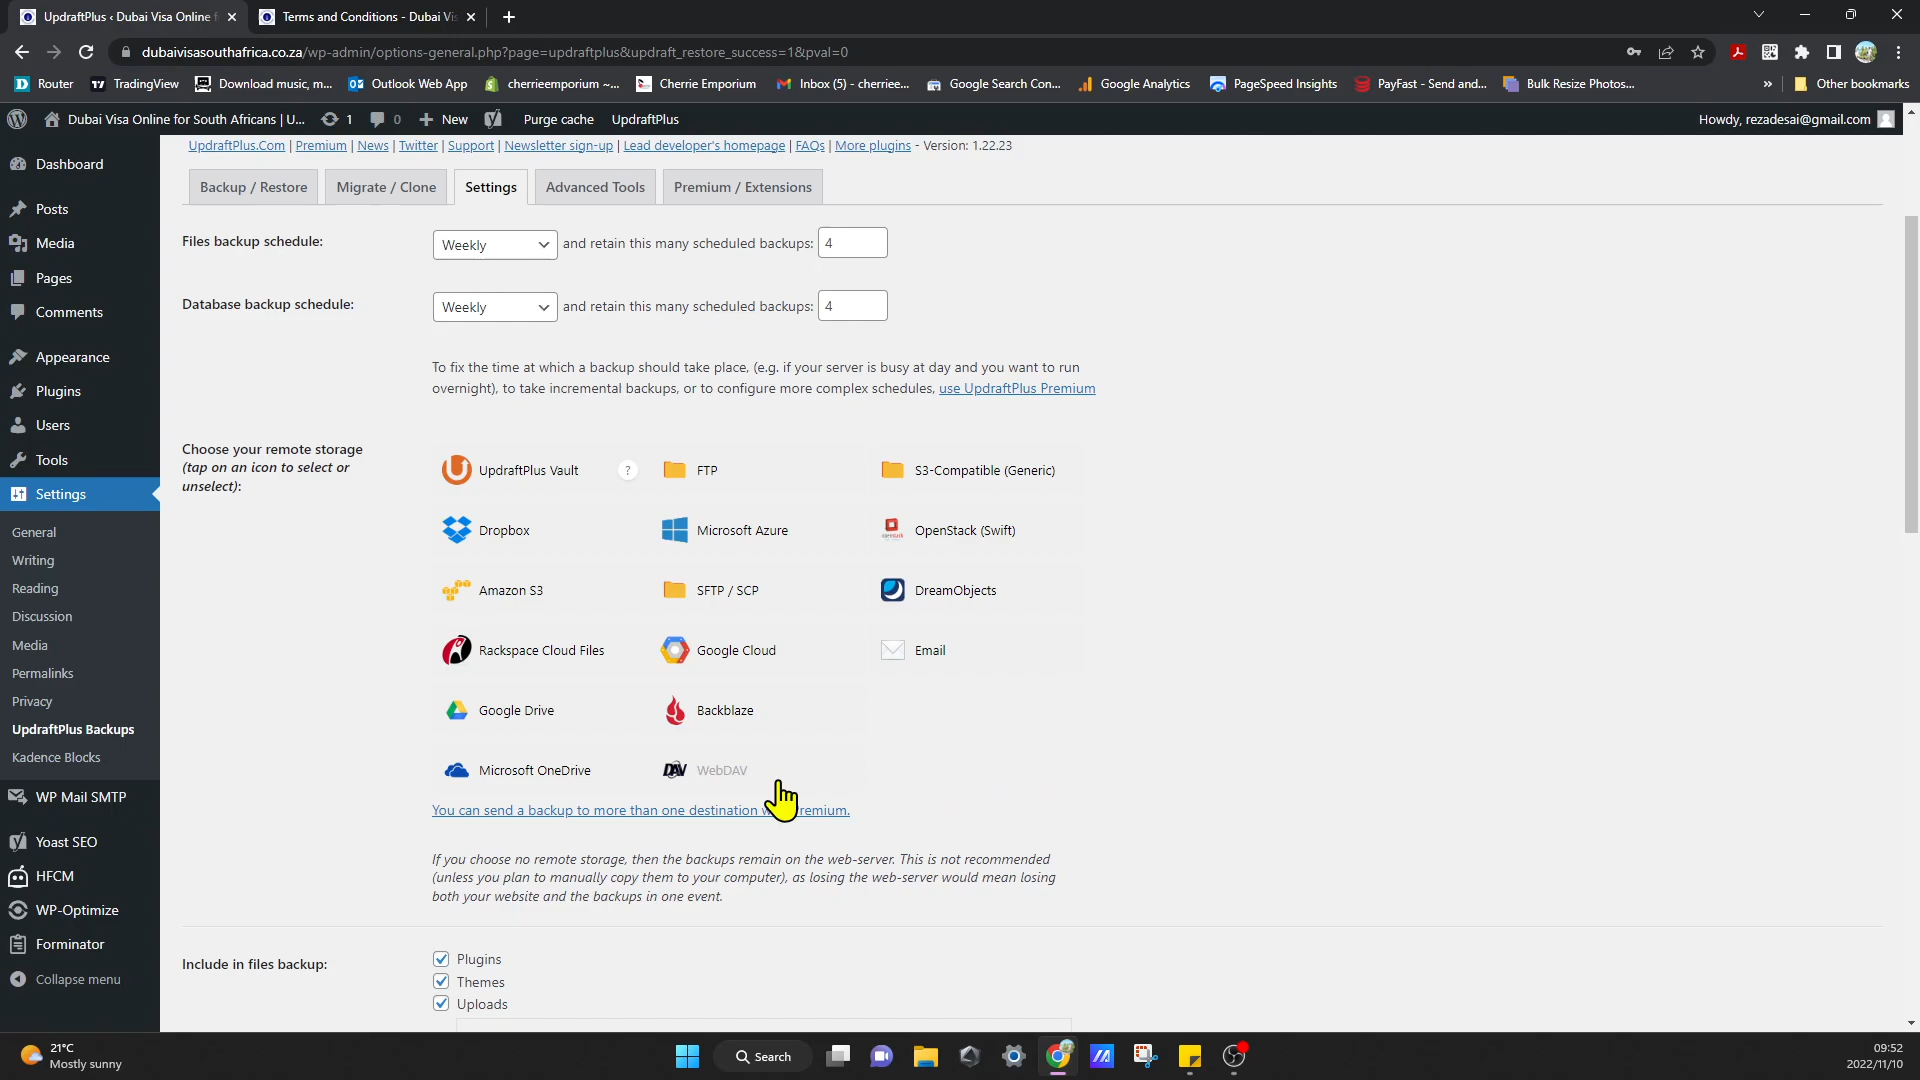 UpdraftPlus ‹ Dubai Visa Online f
Terms and Conditions - Dubai Vis
dubaivisasouthafrica.co.za/wp-admin/options-general.php?page=updraftplus&updraft_restore_success=1&pval=0
Router
TradingView
Download music, m...
Outlook Web App
cherrieemporium ~...
Cherrie Emporium
Inbox (5) - cherriee...
Google Search Con...
Google Analytics
PageSpeed Insights
PayFast - Send and...
Bulk Resize Photos...
»
Other bookmarks
Dubai Visa Online for South Africans | U...
1
0
New
Purge cache
UpdraftPlus
Howdy, rezadesai@gmail.com
Dashboard
Posts
Media
Pages
Comments
Appearance
Plugins
Users
Tools
Settings
General
Writing
Reading
Discussion
Media
Permalinks
Privacy
UpdraftPlus Backups
Kadence Blocks
WP Mail SMTP
Yoast SEO
HFCM
WP-Optimize
Forminator
Collapse menu
UpdraftPlus.Com | Premium | News | Twitter | Support | Newsletter sign-up | Lead developer's homepage | FAQs | More plugins - Version: 1.22.23
Backup / Restore
Migrate / Clone
Settings
Advanced Tools
Premium / Extensions
Files backup schedule:
Weekly
and retain this many scheduled backups:
4
Database backup schedule:
Weekly
and retain this many scheduled backups:
4
To fix the time at which a backup should take place, (e.g. if your server is busy at day and you want to run
overnight), to take incremental backups, or to configure more complex schedules, use UpdraftPlus Premium
Choose your remote storage
(tap on an icon to select or
unselect):
UpdraftPlus Vault
?
FTP
S3-Compatible (Generic)
Dropbox
Microsoft Azure
OpenStack (Swift)
Amazon S3
SFTP / SCP
DreamObjects
Rackspace Cloud Files
Google Cloud
Email
Google Drive
Backblaze
Microsoft OneDrive
DAV
WebDAV
You can send a backup to more than one destination w remium.
If you choose no remote storage, then the backups remain on the web-server. This is not recommended
(unless you plan to manually copy them to your computer), as losing the web-server would mean losing
both your website and the backups in one event.
Include in files backup:
Plugins
Themes
Uploads
21°C
Mostly sunny
Search
09:52
2022/11/10